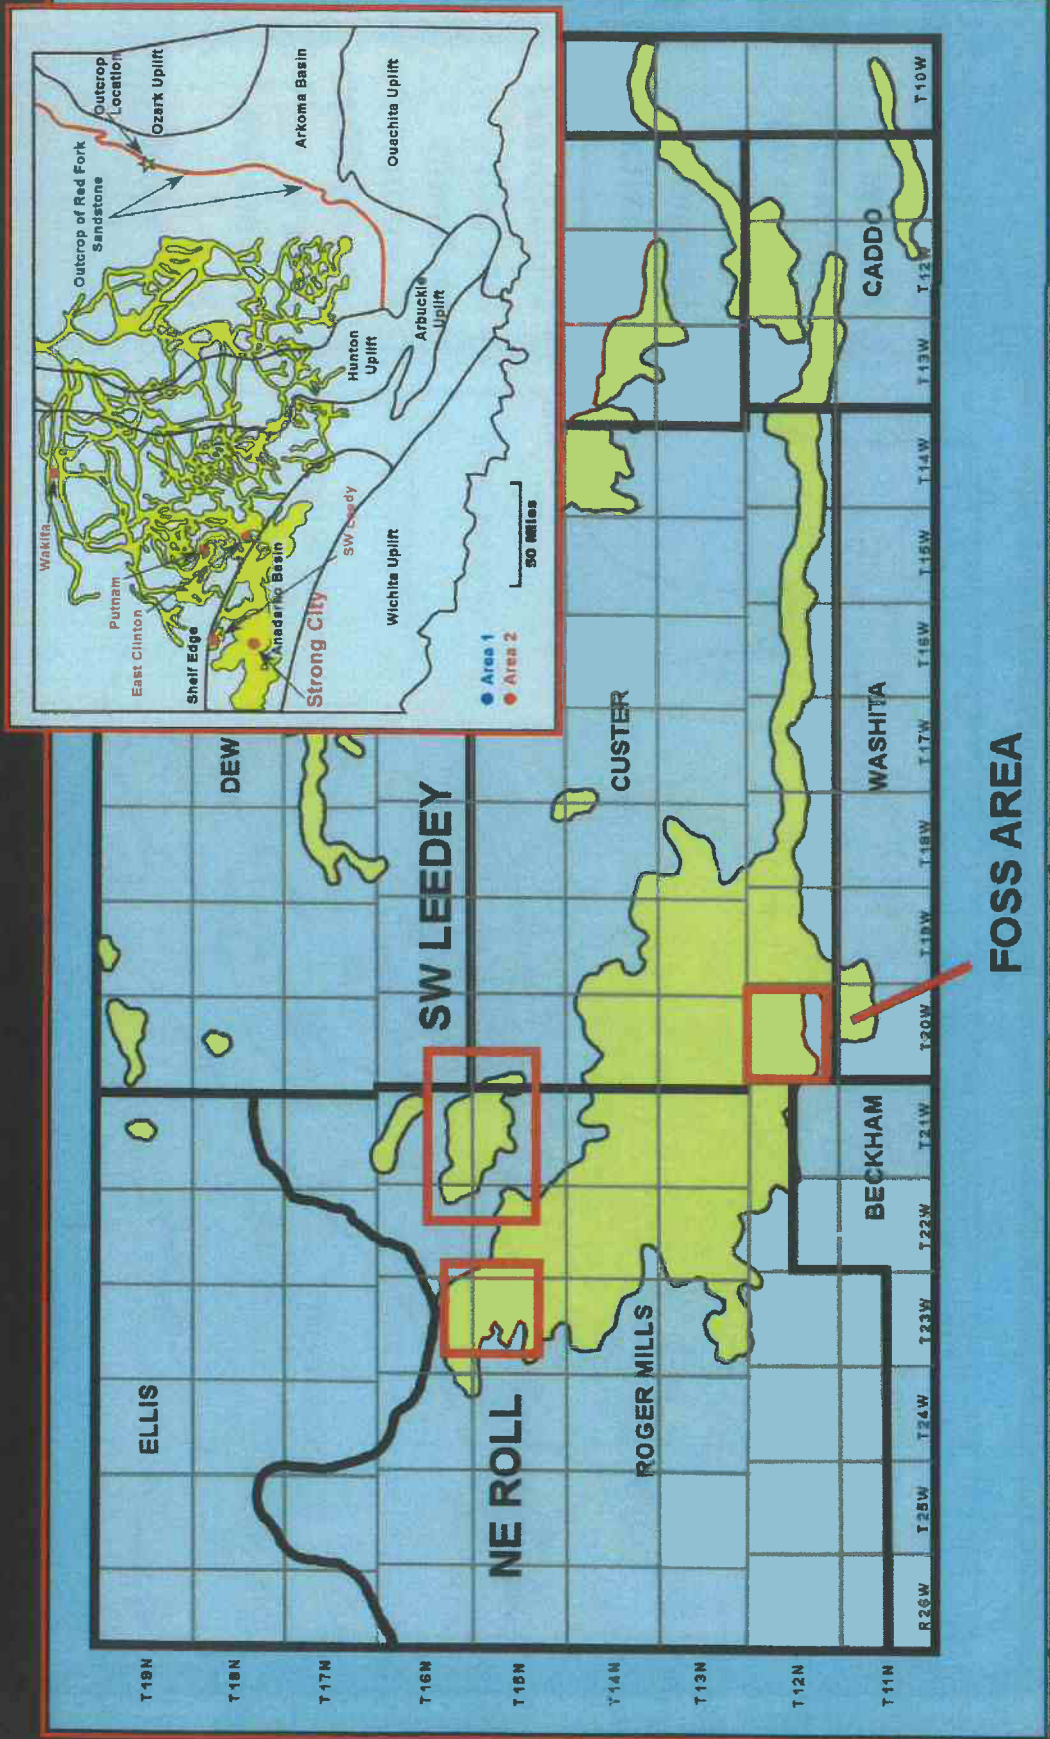 Outcrop
Location
Ozark Uplift
Arkoma Basin
Ouachita Uplift
Outcrop of Red Fork
Sandstone
Hunton
Uplift
Arbuckle
Uplift
Wakita
Putnam
East Clinton
Shelf Edge
Anadarko Basin
SW Leedy
Strong City
Wichita Uplift
50 Miles
Area 1
Area 2
DEW
ELLIS
SW LEEDEY
CUSTER
CADDO
WASHITA
NE ROLL
ROGER MILLS
BECKHAM
FOSS AREA
T19N
T18N
T17N
T16N
T15N
T14N
T13N
T12N
T11N
R26W
T25W
T24W
T23W
T22W
T21W
T20W
T19W
T18W
T17W
T16W
T15W
T14W
T13W
T12W
T10W